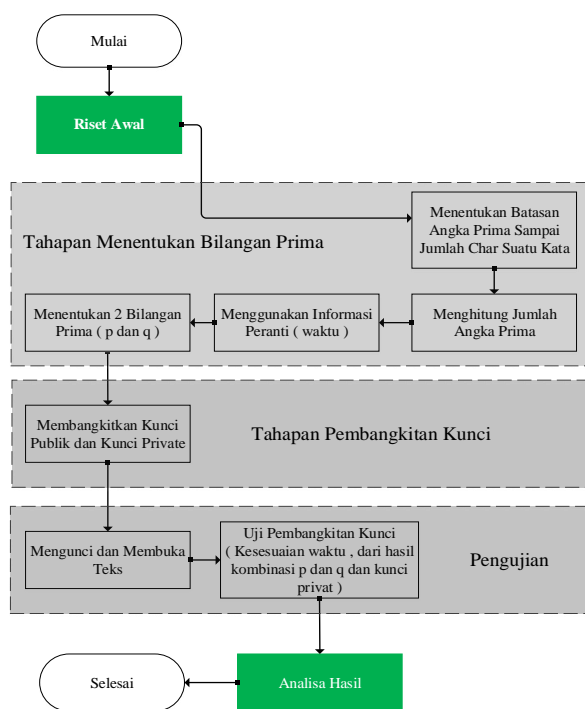 Mulai
Riset Awal
Tahapan Menentukan Bilangan Prima
Menentukan Batasan
Angka Prima Sampai
Jumlah Char Suatu Kata
Menentukan 2 Bilangan
Prima ( p dan q )
Menggunakan Informasi
Peranti ( waktu )
Menghitung Jumlah
Angka Prima
Membangkitkan Kunci
Publik dan Kunci Private
Tahapan Pembangkitan Kunci
Mengunci dan Membuka
Teks
Uji Pembangkitan Kunci
( Kesesuaian waktu , dari hasil
kombinasi p dan q dan kunci
privat )
Pengujian
Selesai
Analisa Hasil